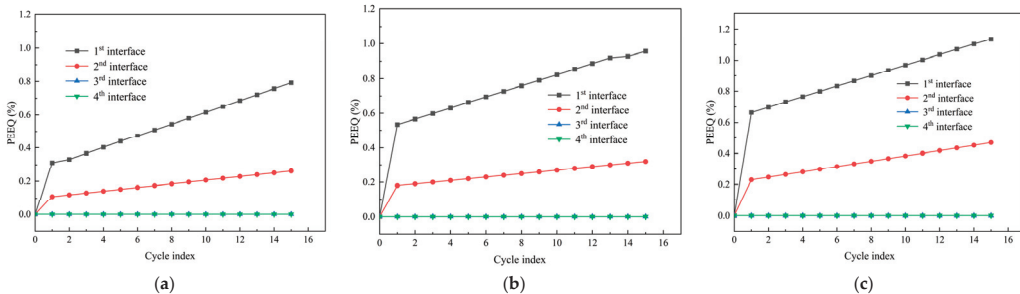 1.2
1.0
0.8
0.6
0.4
0.2
0.0
PEEQ (%)
1st interface
2nd interface
3rd interface
4th interface
0 2 4 6 8 10 12 14 16
Cycle index
(a)
1.2
1.0
0.8
0.6
0.4
0.2
0.0
PEEQ (%)
1st interface
2nd interface
3rd interface
4th interface
0 2 4 6 8 10 12 14 16
Cycle index
(b)
1.2
1.0
0.8
0.6
0.4
0.2
0.0
PEEQ (%)
1st interface
2nd interface
3rd interface
4th interface
0 2 4 6 8 10 12 14 16
Cycle index
(c)